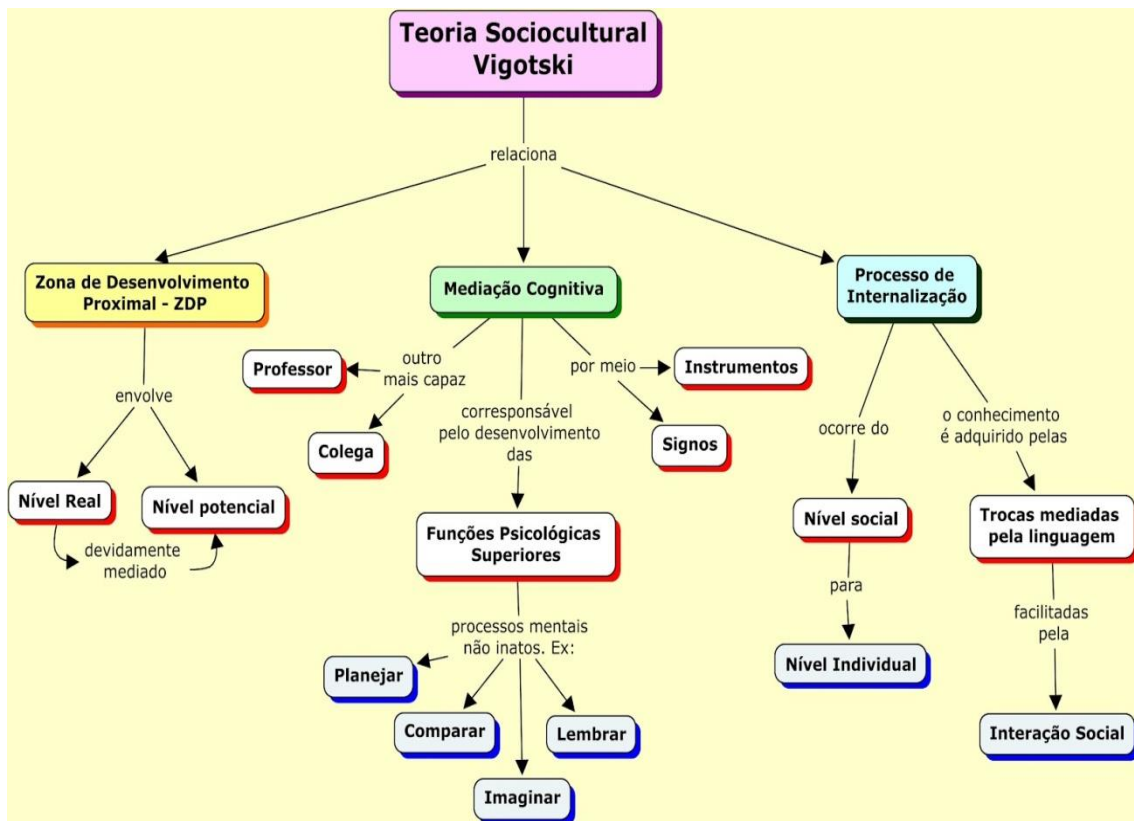 Teoria Sociocultural
Vigotski
relaciona
Zona de Desenvolvimento
Proximal - ZDP
envolve
Nível Real
Nível potencial
devidamente
mediado
Mediação Cognitiva
outro
mais capaz
Professor
Colega
corresponsável
pelo desenvolvimento
das
por meio
Instrumentos
Signos
Funções Psicológicas
Superiores
processos mentais
não inatos. Ex:
Planejar
Comparar
Imaginar
Lembrar
Processo de
Internalização
ocorre do
Nível social
para
Nível Individual
o conhecimento
é adquirido pelas
Trocas mediadas
pela linguagem
facilitadas
pela
Interação Social